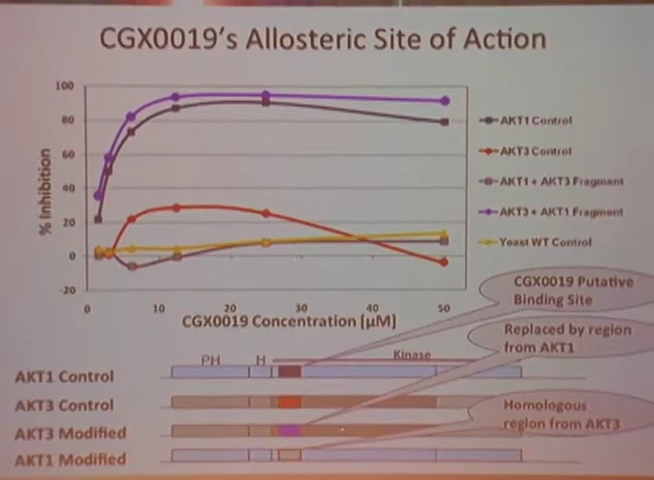 CGX0019's Allosteric Site of Action
100
80
60
40
20
0
-20
% Inhibition
0 10 20 30 40 50
CGX0019 Concentration (µM)
AKT1 Control
AKT3 Control
AKT1 + AKT3 Fragment
AKT3 + AKT1 Fragment
Yeast WT Control
CGX0019 Putative
Binding Site
Replaced by region
from AKT1
Homologous
region from AKT3
PH H Kinase
AKT1 Control
AKT3 Control
AKT3 Modified
AKT1 Modified